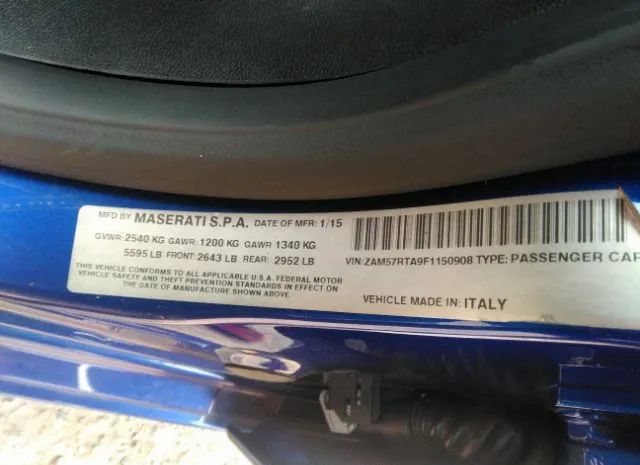 MFD BY MASERATI S.P.A. DATE OF MFR: 1/15
GVWR: 2540 KG GAWR: 1200 KG GAWR 1340 KG
5595 LB FRONT: 2643 LB REAR: 2952 LB
THIS VEHICLE CONFORMS TO ALL APPLICABLE U.S.A. FEDERAL MOTOR
VEHICLE SAFETY AND THEFT PREVENTION STANDARDS IN EFFECT ON
THE DATE OF MANUFACTURE SHOWN ABOVE
VIN: ZAM57RTA9F1150908 TYPE: PASSENGER CAR
VEHICLE MADE IN: ITALY